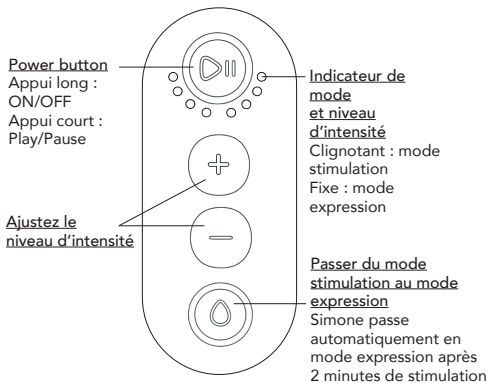 Power button
Appui long :
ON/OFF
Appui court :
Play/Pause
Indicateur de
mode
et niveau
d'intensité
Clignotant : mode
stimulation
Fixe : mode
expression
Ajustez le
niveau d'intensité
Passer du mode
stimulation au mode
expression
Simone passe
automatiquement en
mode expression après
2 minutes de stimulation